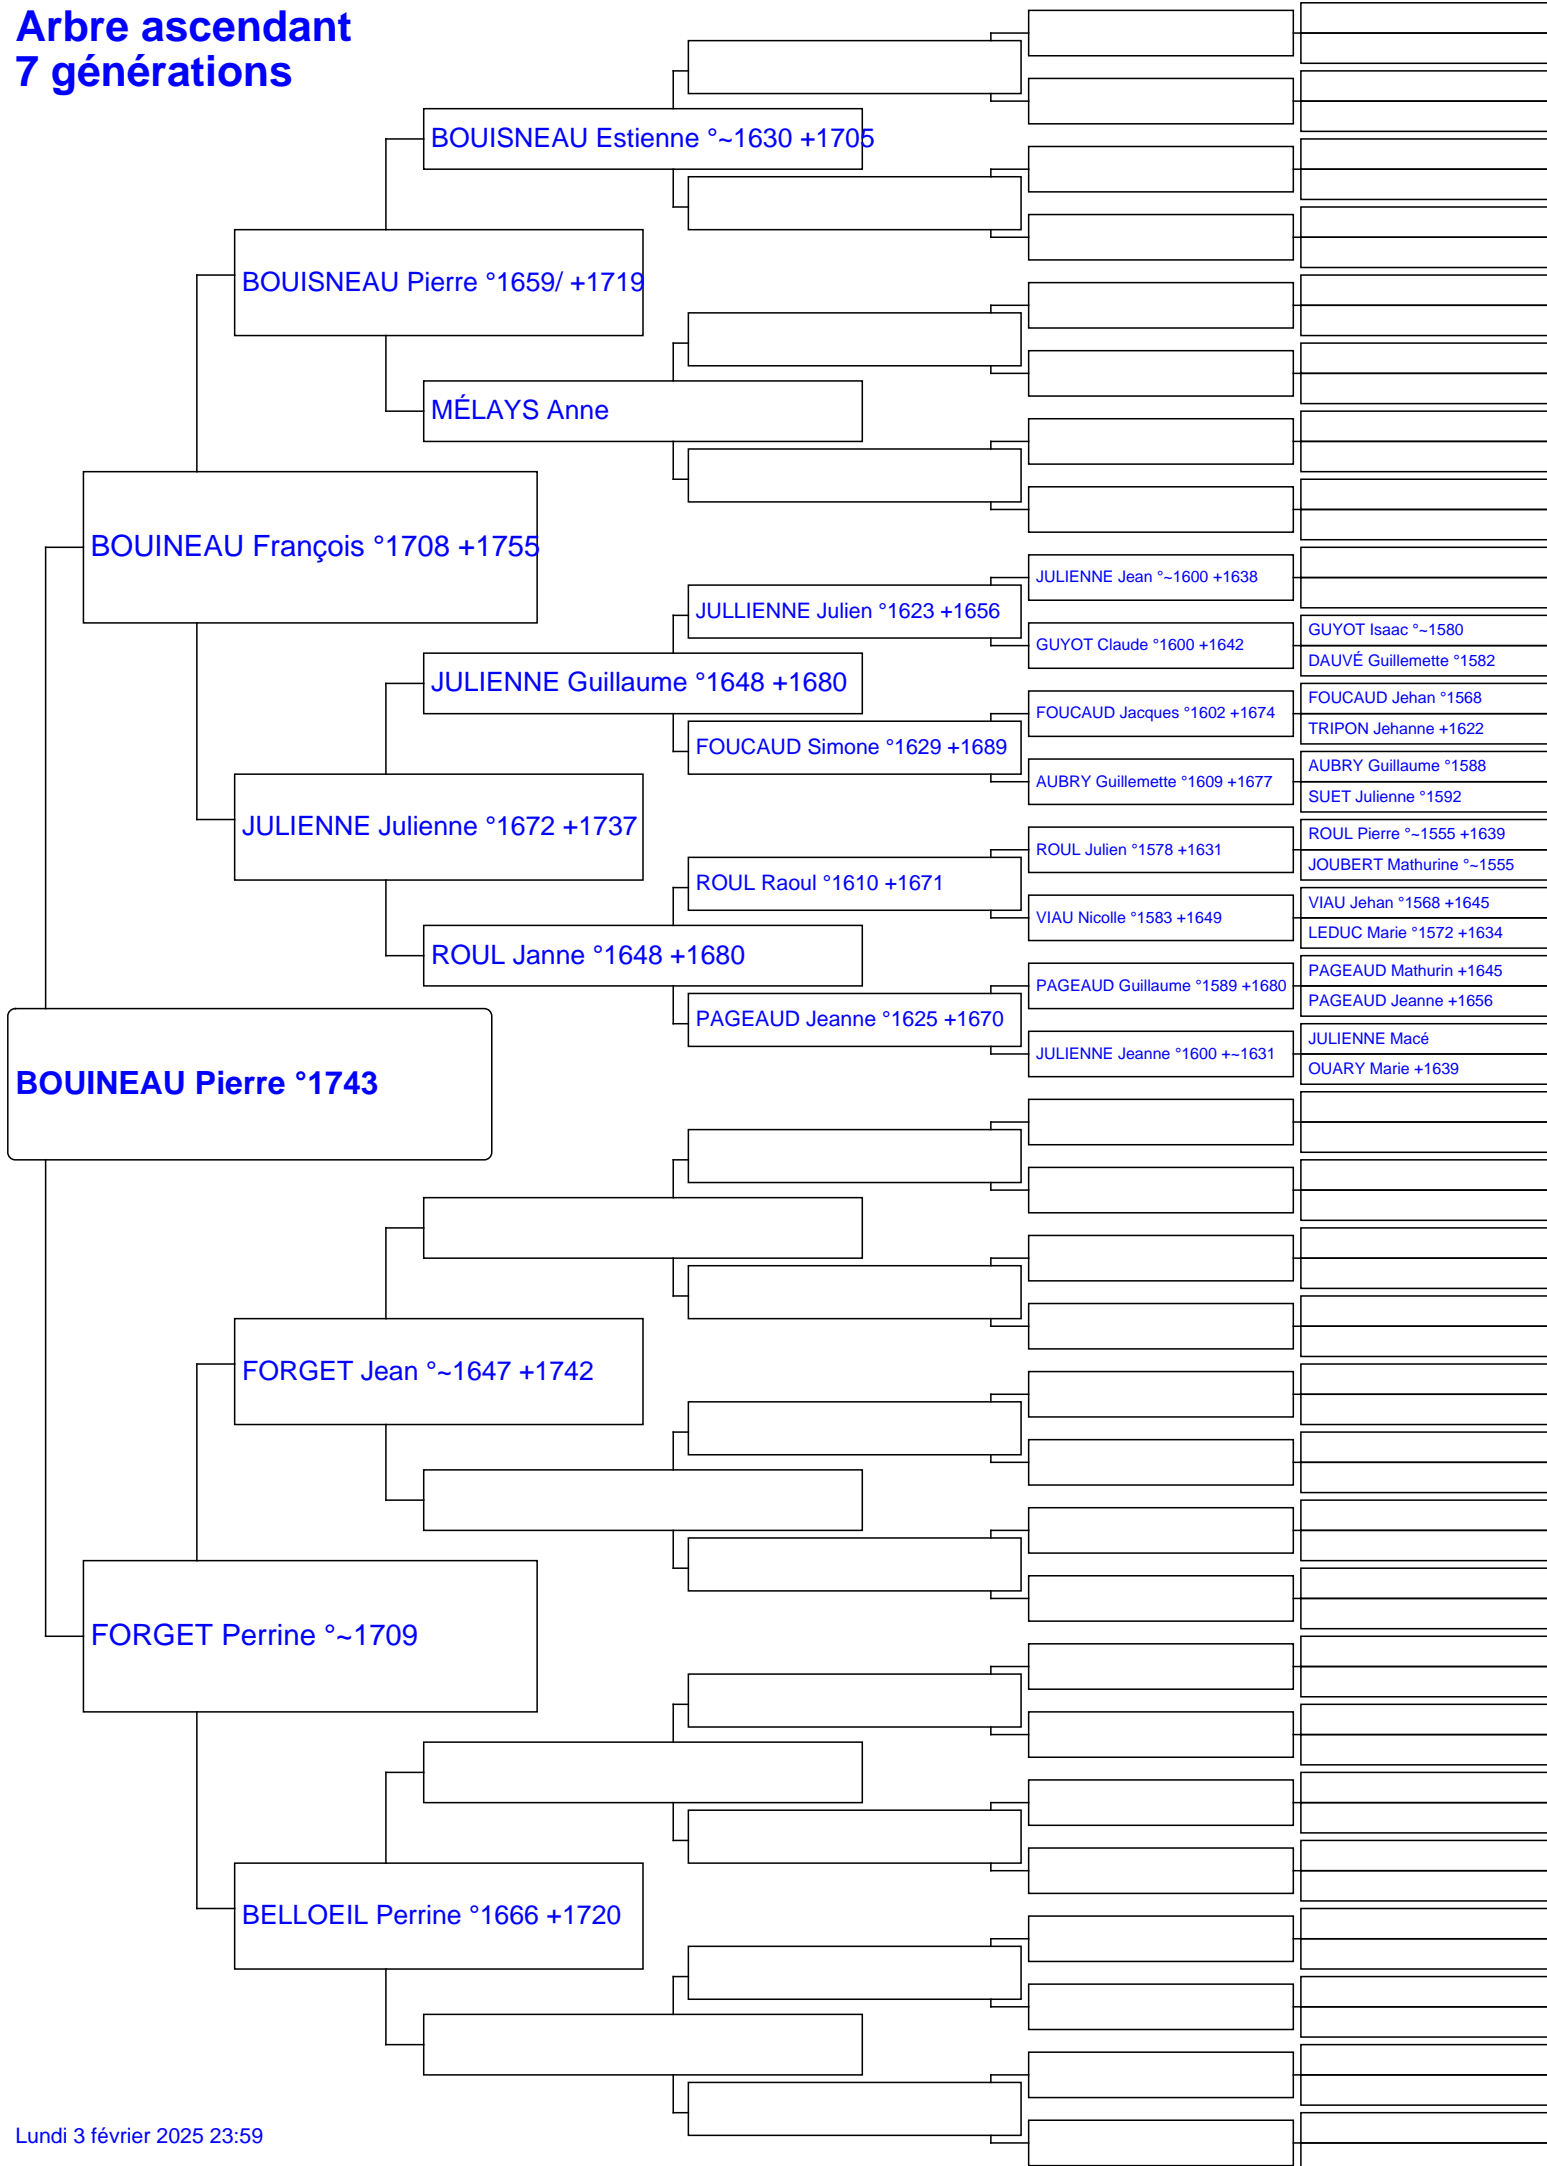 Arbre ascendant
7 générations
BOUISNEAU Estienne °~1630 +1705
BOUISNEAU Pierre °1659/ +1719
MÉLAYS Anne
BOUINEAU François °1708 +1755
JULIENNE Jean °~1600 +1638
JULLIENNE Julien °1623 +1656
GUYOT Isaac °~1580
GUYOT Claude °1600 +1642
DAUVÉ Guillemette °1582
JULIENNE Guillaume °1648 +1680
FOUCAUD Jehan °1568
FOUCAUD Jacques °1602 +1674
TRIPON Jehanne +1622
FOUCAUD Simone °1629 +1689
AUBRY Guillaume °1588
AUBRY Guillemette °1609 +1677
SUET Julienne °1592
JULIENNE Julienne °1672 +1737
ROUL Pierre °~1555 +1639
ROUL Julien °1578 +1631
JOUBERT Mathurine °~1555
ROUL Raoul °1610 +1671
VIAU Jehan °1568 +1645
VIAU Nicolle °1583 +1649
LEDUC Marie °1572 +1634
ROUL Janne °1648 +1680
PAGEAUD Mathurin +1645
PAGEAUD Guillaume °1589 +1680
PAGEAUD Jeanne +1656
PAGEAUD Jeanne °1625 +1670
JULIENNE Macé
JULIENNE Jeanne °1600 +~1631
OUARY Marie +1639
BOUINEAU Pierre °1743
FORGET Jean °~1647 +1742
FORGET Perrine °~1709
BELLOEIL Perrine °1666 +1720
Lundi 3 février 2025 23:59